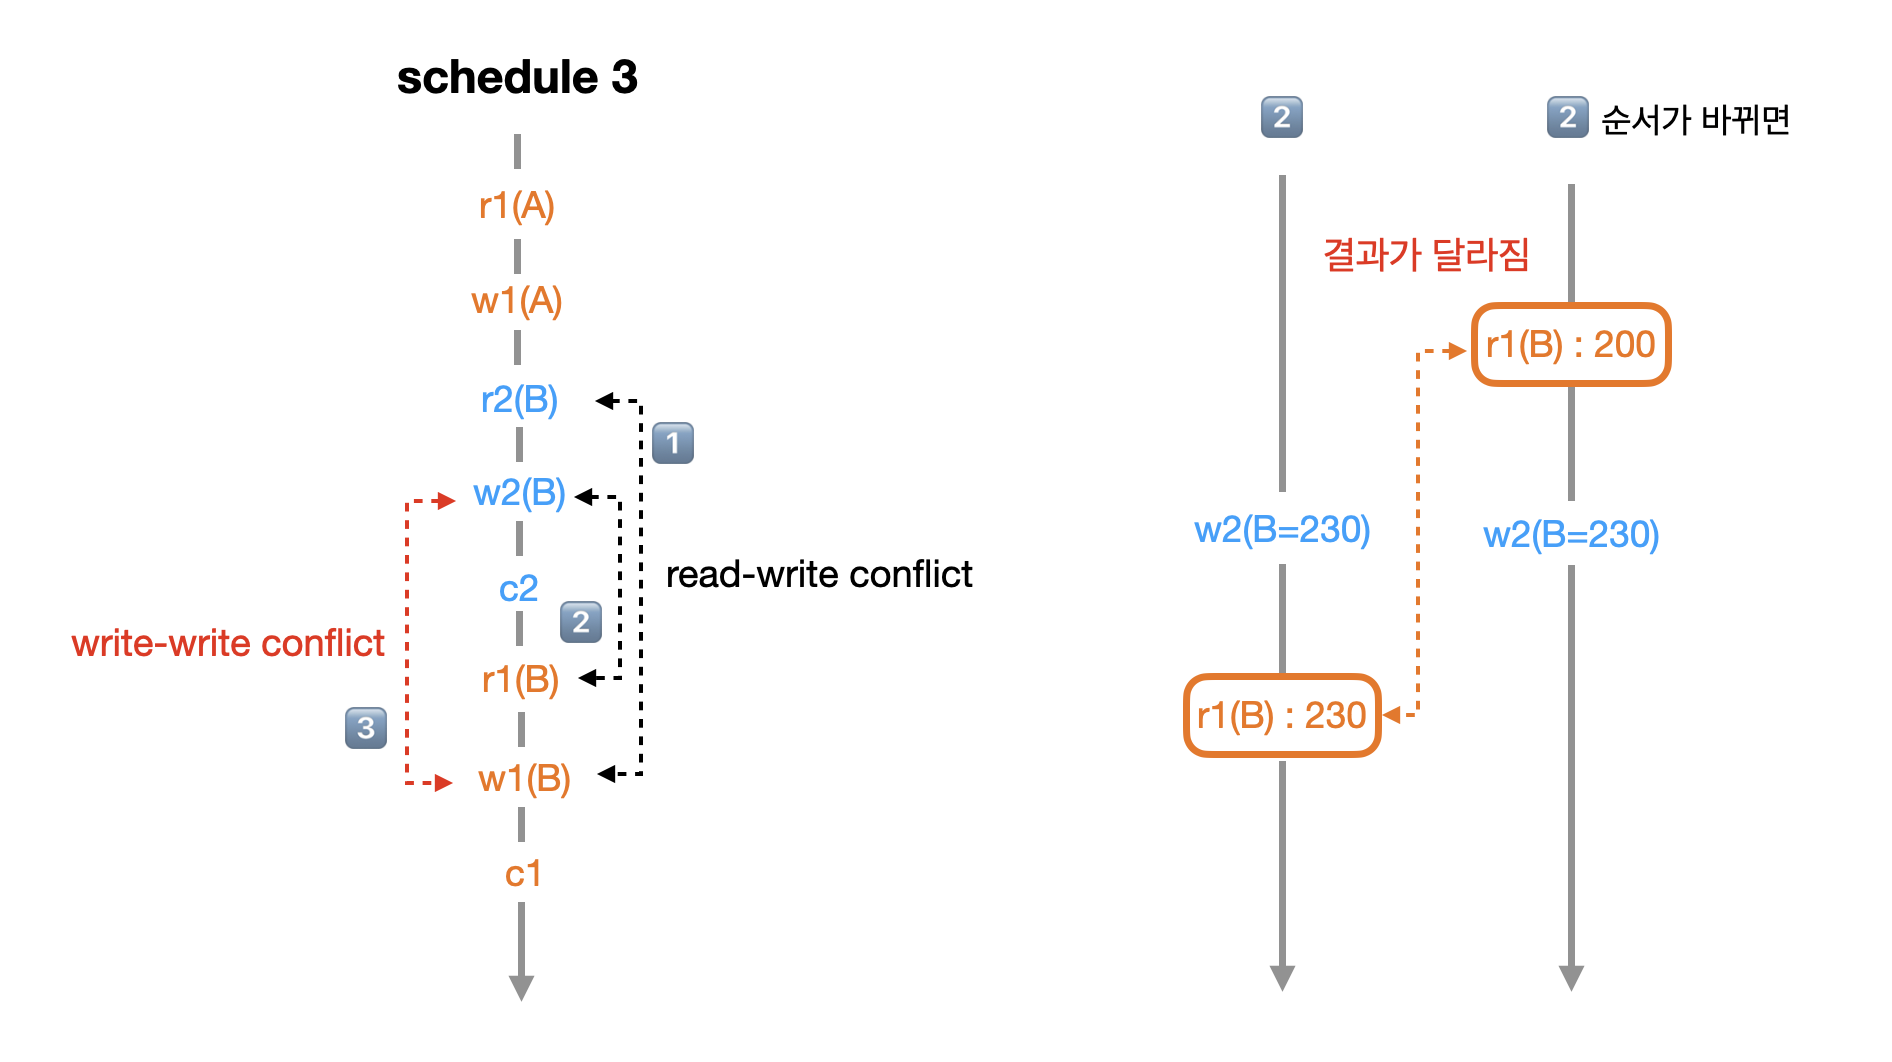 schedule 3
r1(A)
w1(A)
r2(B)
1
w2(B)
c2
2
read-write conflict
write-write conflict
r1(B)
3
w1(B)
c1
2
2 순서가 바뀌면
결과가 달라짐
r1(B) : 200
w2(B=230)
w2(B=230)
r1(B) : 230